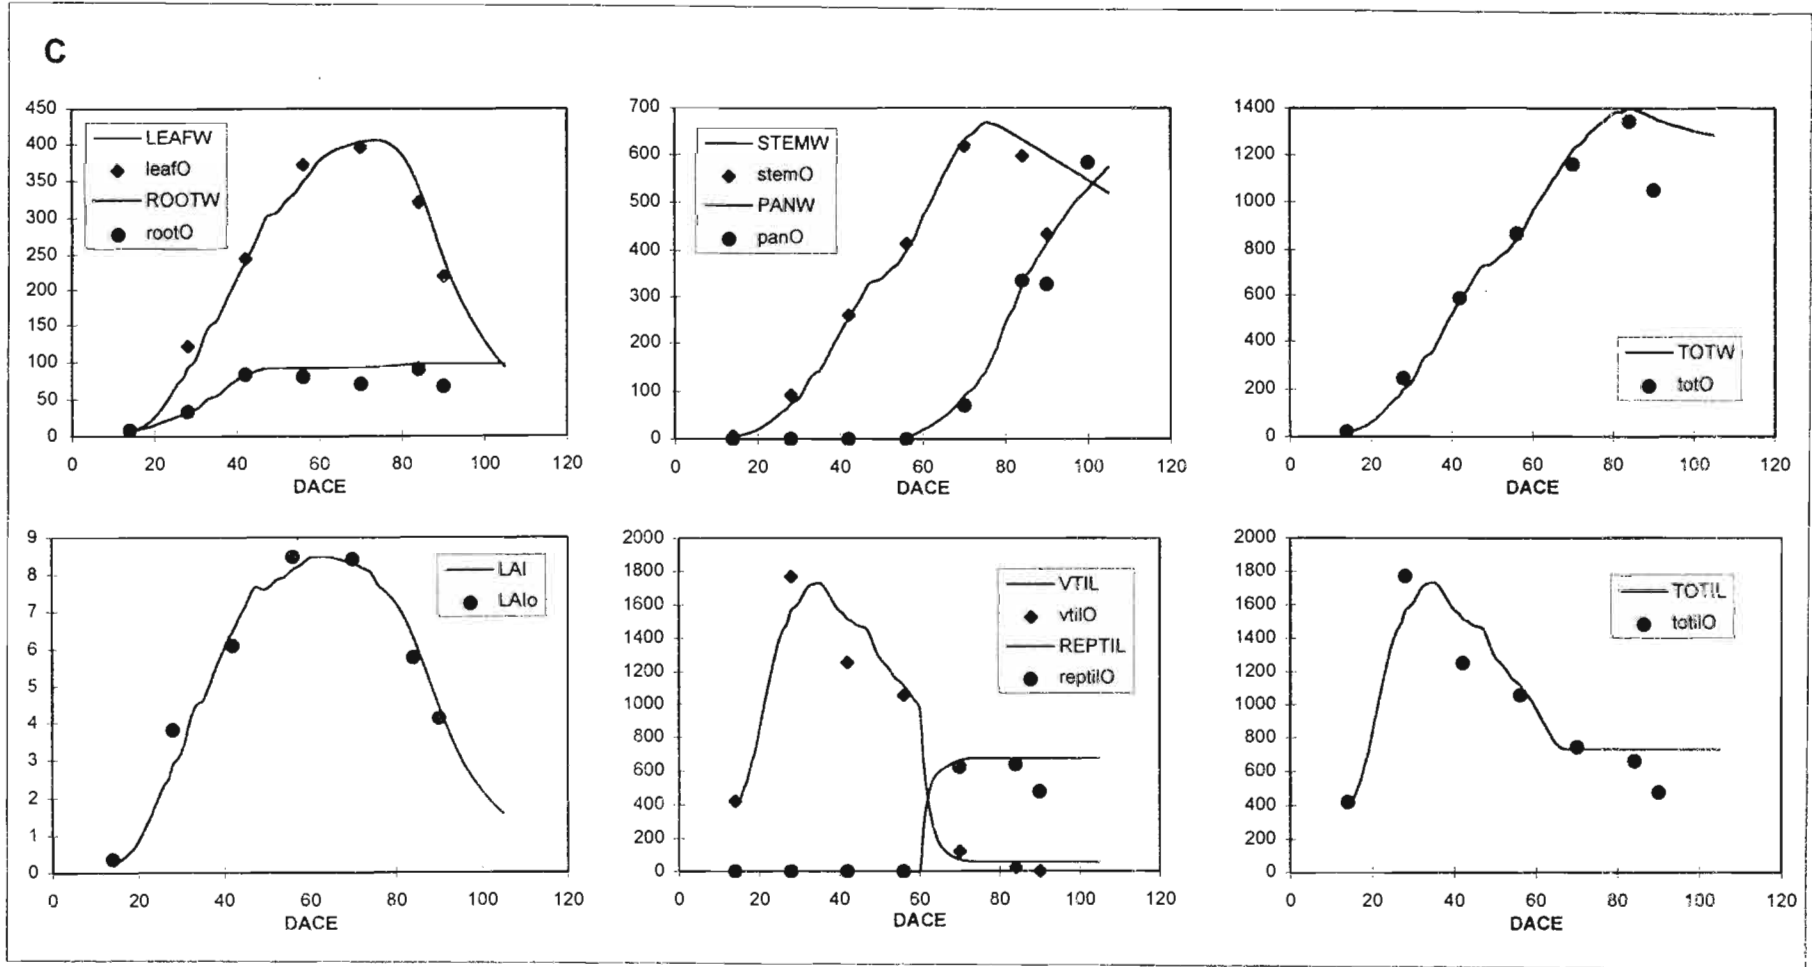 C
450
400
350
300
250
200
150
100
50
0
LEAFW
leafO
ROOTW
rootO
0 20 40 60 80 100 120
DACE
700
600
500
400
300
200
100
0
STEMW
stemO
PANW
panO
0 20 40 60 80 100 120
DACE
1400
1200
1000
800
600
400
200
0
TOTW
totO
0 20 40 60 80 100 120
DACE
9
8
7
6
5
4
3
2
1
0
LAI
LAIo
0 20 40 60 80 100 120
DACE
2000
1800
1600
1400
1200
1000
800
600
400
200
0
VTIL
vtilO
REPTIL
reptilO
0 20 40 60 80 100 120
DACE
2000
1800
1600
1400
1200
1000
800
600
400
200
0
TOTIL
totilO
0 20 40 60 80 100 120
DACE